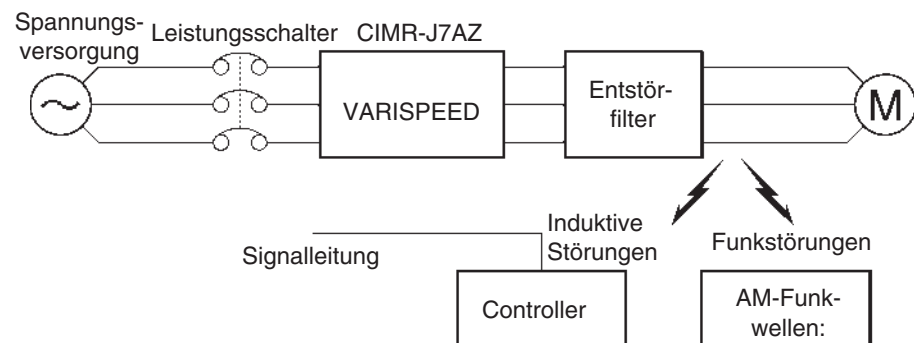 Spannungs-
versorgung
Leistungsschalter
CIMR-J7AZ
VARISPEED
Entstör-
filter
M
Induktive
Störungen
Funkstörungen
Signalleitung
Controller
AM-Funk-
wellen: